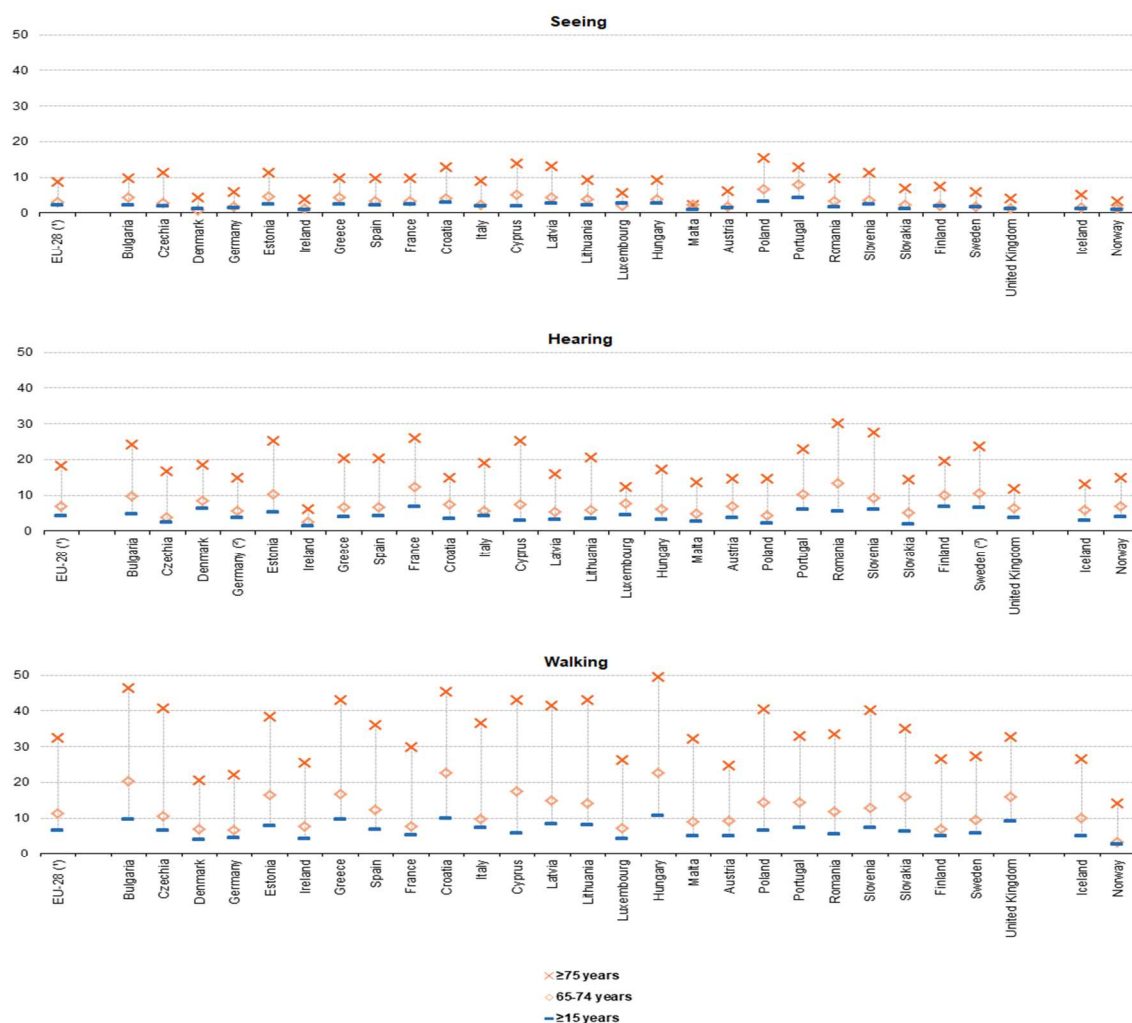 Seeing
50
40
30
20
10
0
EU-28 (¹)
Bulgaria
Czechia
Denmark
Germany
Estonia
Ireland
Greece
Spain
France
Croatia
Italy
Cyprus
Latvia
Lithuania
Luxembourg
Hungary
Malta
Austria
Poland
Portugal
Romania
Slovenia
Slovakia
Finland
Sweden
United Kingdom
Iceland
Norway
Hearing
50
40
30
20
10
0
EU-28 (¹)
Bulgaria
Czechia
Denmark
Germany (²)
Estonia
Ireland
Greece
Spain
France
Croatia
Italy
Cyprus
Latvia
Lithuania
Luxembourg
Hungary
Malta
Austria
Poland
Portugal
Romania
Slovenia
Slovakia
Finland
Sweden (²)
United Kingdom
Iceland
Norway
Walking
50
40
30
20
10
0
EU-28 (¹)
Bulgaria
Czechia
Denmark
Germany
Estonia
Ireland
Greece
Spain
France
Croatia
Italy
Cyprus
Latvia
Lithuania
Luxembourg
Hungary
Malta
Austria
Poland
Portugal
Romania
Slovenia
Slovakia
Finland
Sweden
United Kingdom
Iceland
Norway
≥75 years
65-74 years
≥15 years